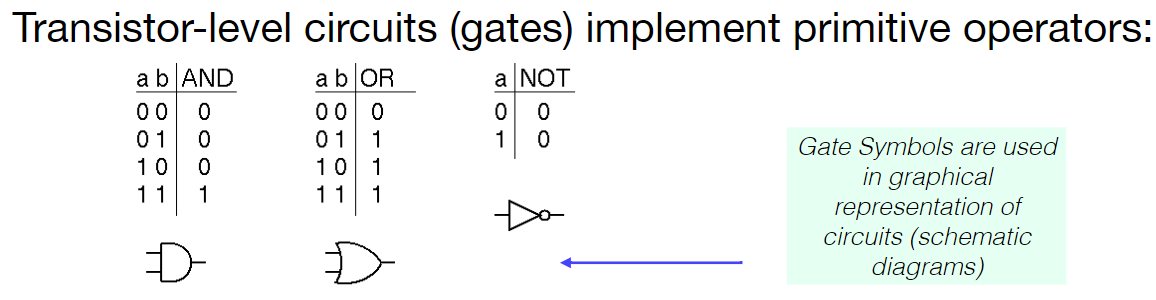 Transistor-level circuits (gates) implement primitive operators:
a b AND
0 0 0
0 1 0
1 0 0
1 1 1
a b OR
0 0 0
0 1 1
1 0 1
1 1 1
a NOT
0 0
1 0
Gate Symbols are used
in graphical
representation of
circuits (schematic
diagrams)